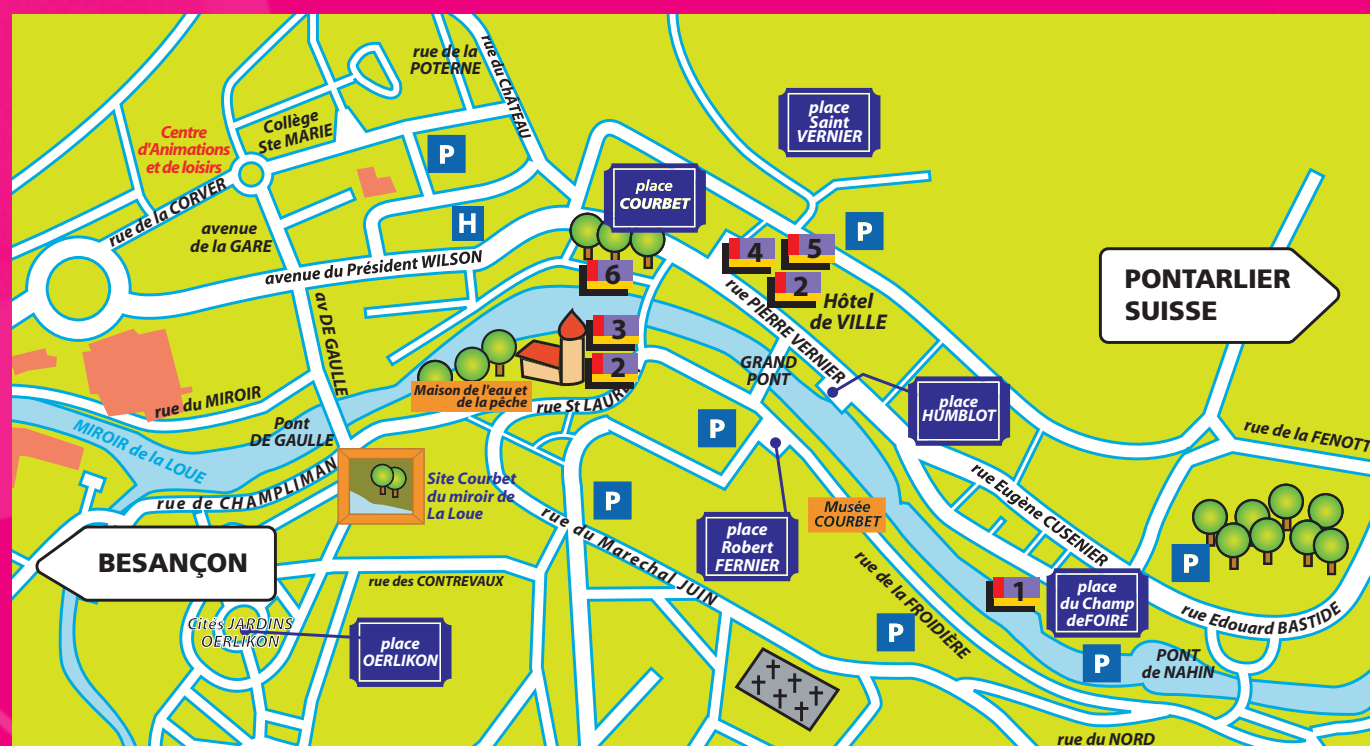 rue de la
POTERNE
rue du ChÂTEAU
place
Saint
VERNIER
Centre
d'Animations
et de loisirs
Collège
Ste MARIE
P
place
COURBET
rue de la CORVER
avenue
de la GARE
H
P
avenue du Président WILSON
4
5
6
2
Hôtel
de VILLE
rue PIERRE VERNIER
PONTARLIER
SUISSE
av DE GAULLE
3
2
GRAND
PONT
Maison de l'eau et
de la pêche
rue St LAURE
rue du MIROIR
place
HUMBLOT
Pont
DE GAULLE
MIROIR de la LOUE
P
rue de la FENOTT
rue de CHAMPLIMAN
Site Courbet
du miroir de
La Loue
P
Musée
COURBET
rue Eugène CUSENIER
place
Robert
FERNIER
rue du Marechal JUIN
BESANÇON
rue des CONTREVAUX
rue de la FROIDIÈRE
1
place
du Champ
deFOIRE
P
rue Edouard BASTIDE
Cités JARDINS
OERLIKON
place
OERLIKON
P
P
PONT
de NAHIN
rue du NORD